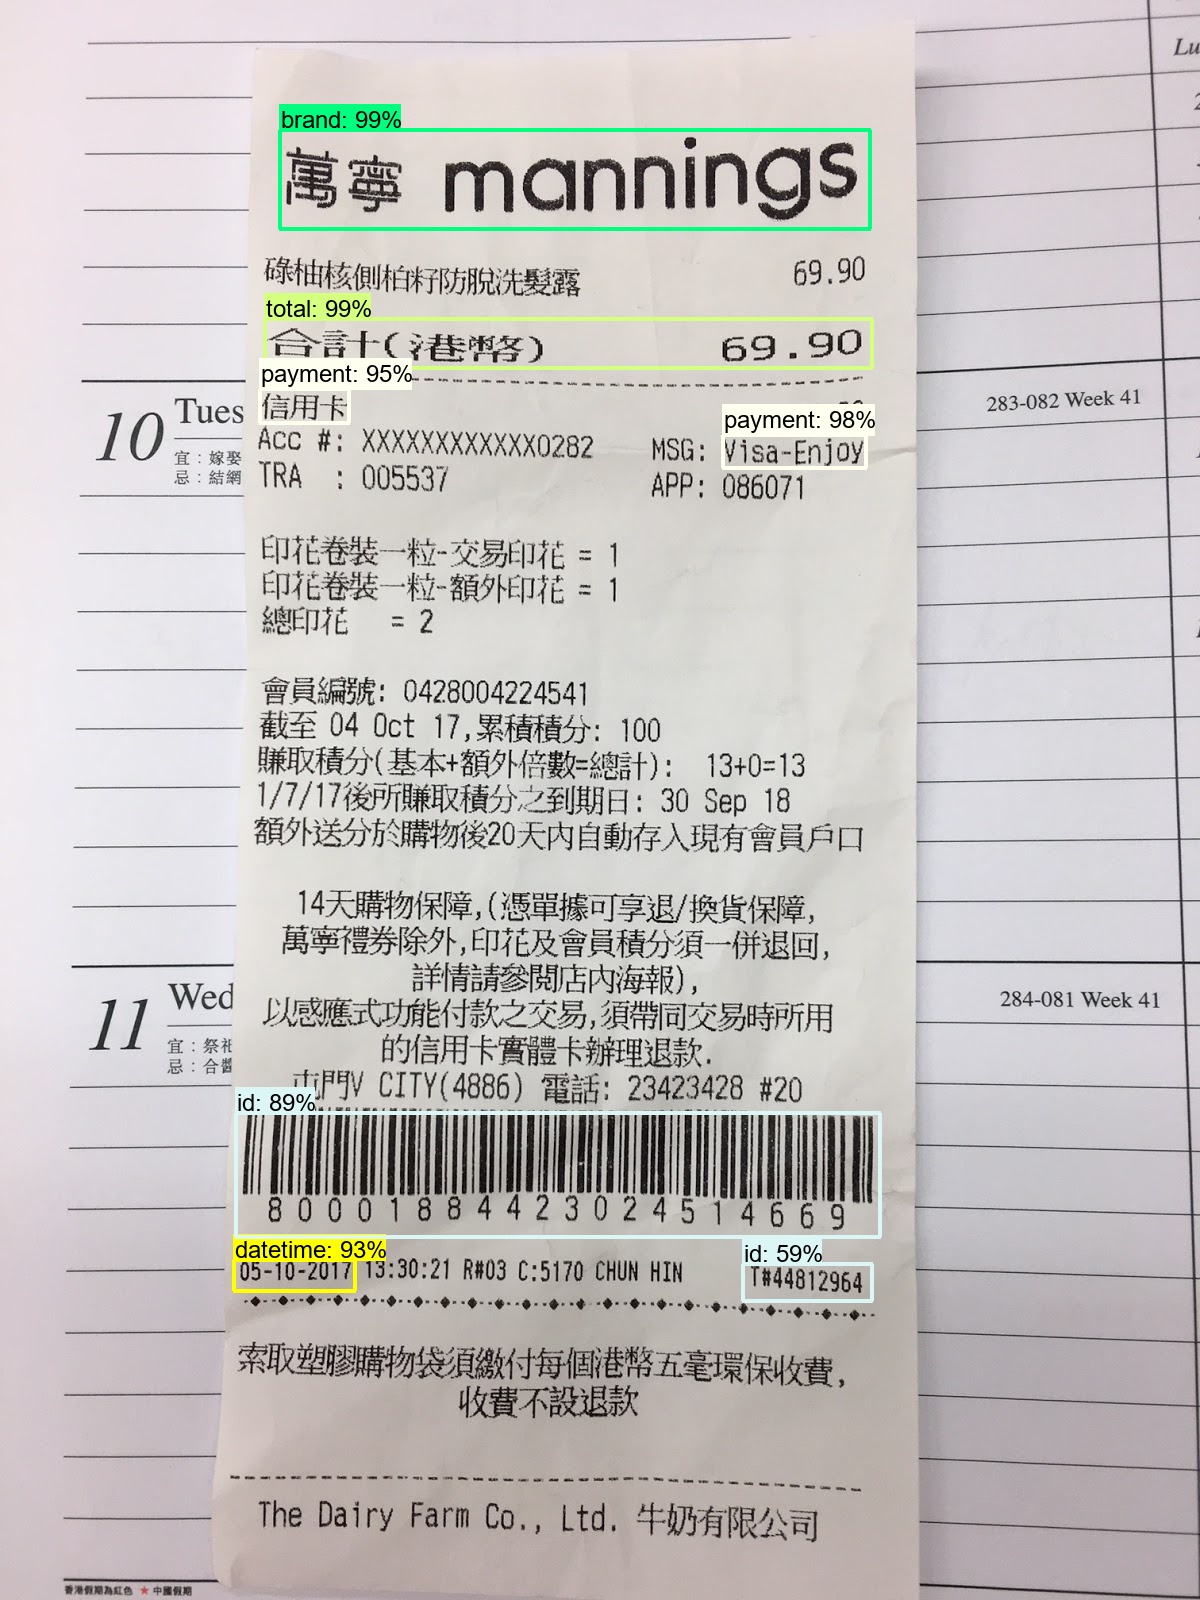 brand: 99%
萬寧 mannings
碌柚核側柏籽防脫洗髮露 69.90
total: 99%
合計(港幣) 69.90
payment: 95%
信用卡
payment: 98%
Acc #: XXXXXXXXXXXX0282 MSG: Visa-Enjoy
TRA : 005537 APP: 086071
印花卷裝一粒-交易印花 = 1
印花卷裝一粒-額外印花 = 1
總印花 = 2
會員編號: 0428004224541
截至 04 Oct 17,累積積分: 100
賺取積分(基本+額外倍數=總計): 13+0=13
1/7/17後所賺取積分之到期日: 30 Sep 18
額外送分於購物後20天內自動存入現有會員戶口
14天購物保障,(憑單據可享退/換貨保障,
萬寧禮券除外,印花及會員積分須一併退回,
詳情請參閱店內海報),
以感應式功能付款之交易,須帶同交易時所用
的信用卡實體卡辦理退款.
屯門V CITY(4886) 電話: 23423428 #20
id: 89%
80001884423024514669
datetime: 93%
id: 59%
05-10-2017 13:30:21 R#03 C:5170 CHUN HIN T#44812964
索取塑膠購物袋須繳付每個港幣五毫環保收費,
收費不設退款
The Dairy Farm Co., Ltd. 牛奶有限公司
10 Tues
宜：嫁娶
忌：結網
283-082 Week 41
11 Wed
宜：祭祀
忌：合醬
284-081 Week 41
Lu
香港假期為紅色 ★ 中國假期